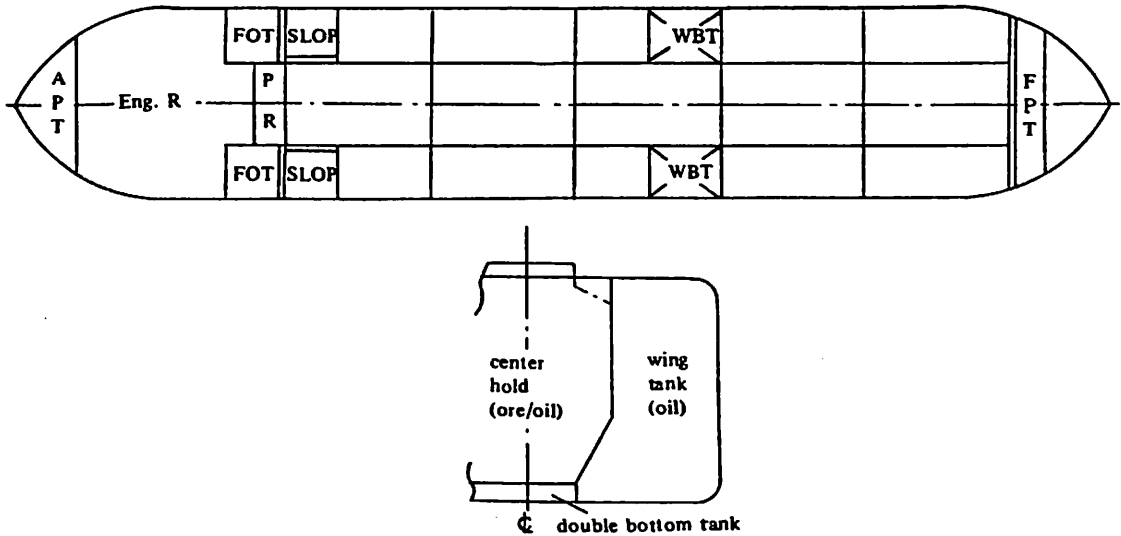 FOT SLOP WBT
A
P
T
Eng. R
P
R
F
P
T
FOT SLOP WBT
center
hold
(ore/oil)
wing
tank
(oil)
℄ double bottom tank